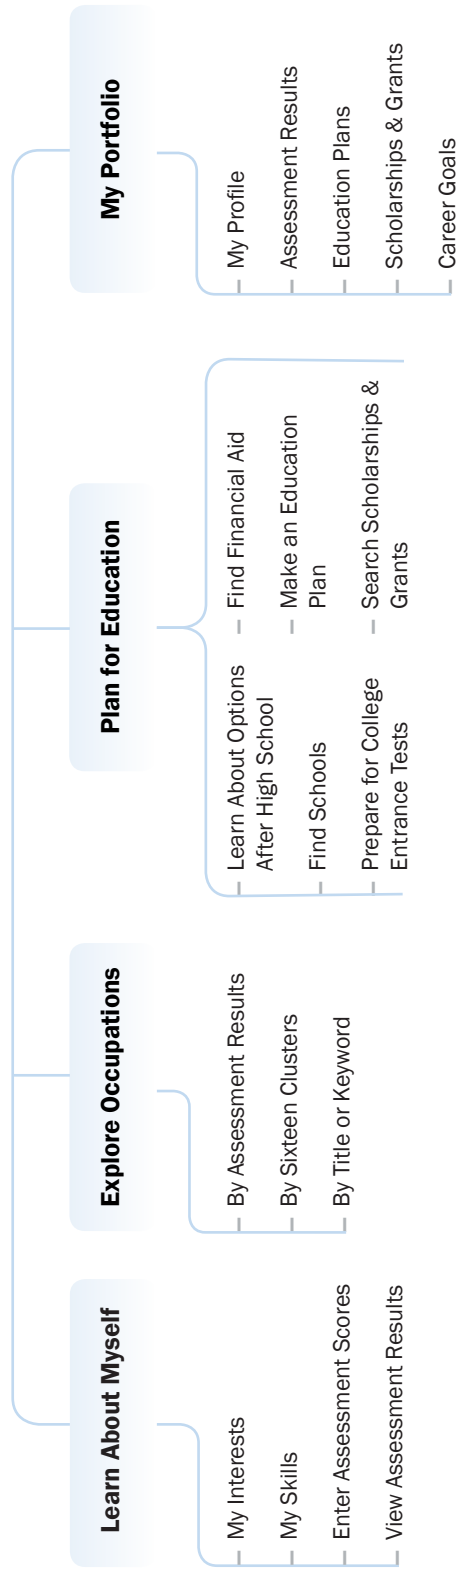 Learn About Myself
My Interests
My Skills
Enter Assessment Scores
View Assessment Results
Explore Occupations
By Assessment Results
By Sixteen Clusters
By Title or Keyword
Plan for Education
Learn About Options
After High School
Find Schools
Prepare for College
Entrance Tests
Find Financial Aid
Make an Education
Plan
Search Scholarships &
Grants
My Portfolio
My Profile
Assessment Results
Education Plans
Scholarships & Grants
Career Goals